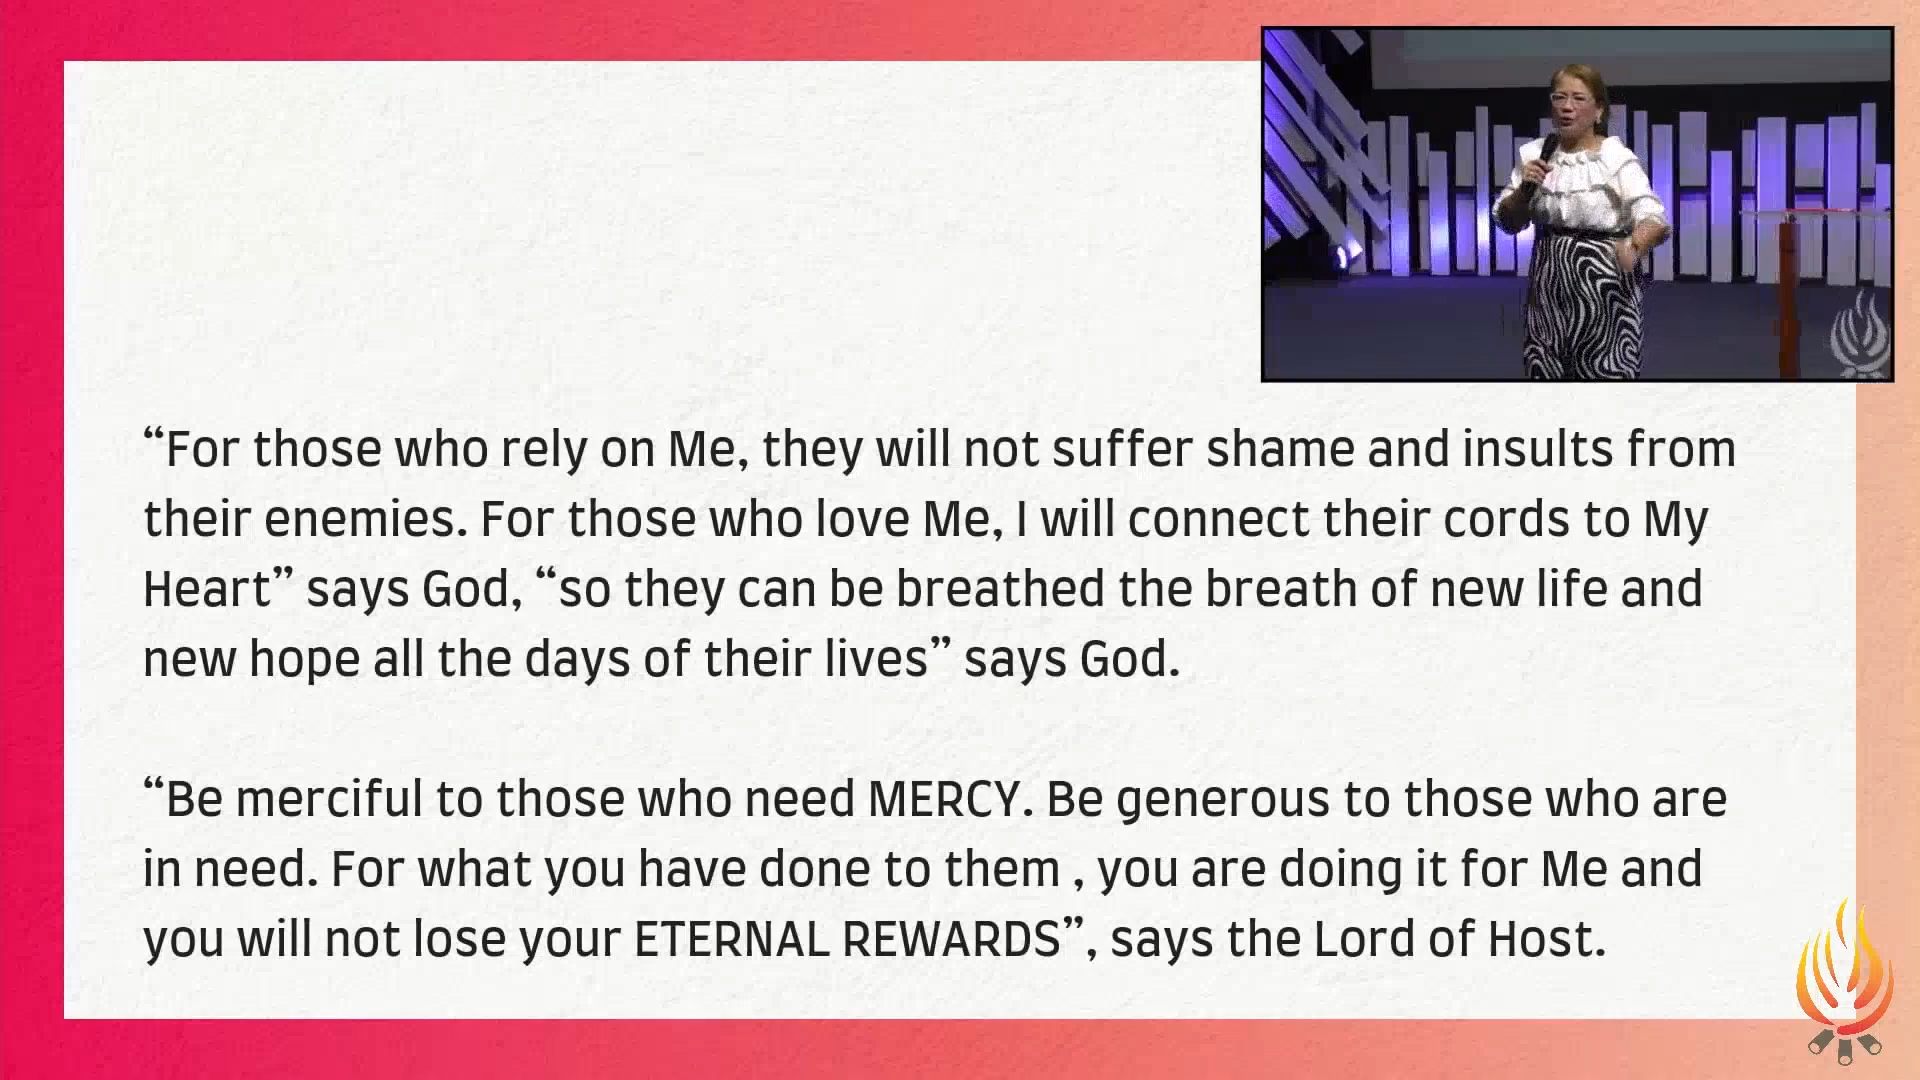 “For those who rely on Me, they will not suffer shame and insults from
their enemies. For those who love Me, I will connect their cords to My
Heart” says God, “so they can be breathed the breath of new life and
new hope all the days of their lives” says God.
“Be merciful to those who need MERCY. Be generous to those who are
in need. For what you have done to them , you are doing it for Me and
you will not lose your ETERNAL REWARDS”, says the Lord of Host.